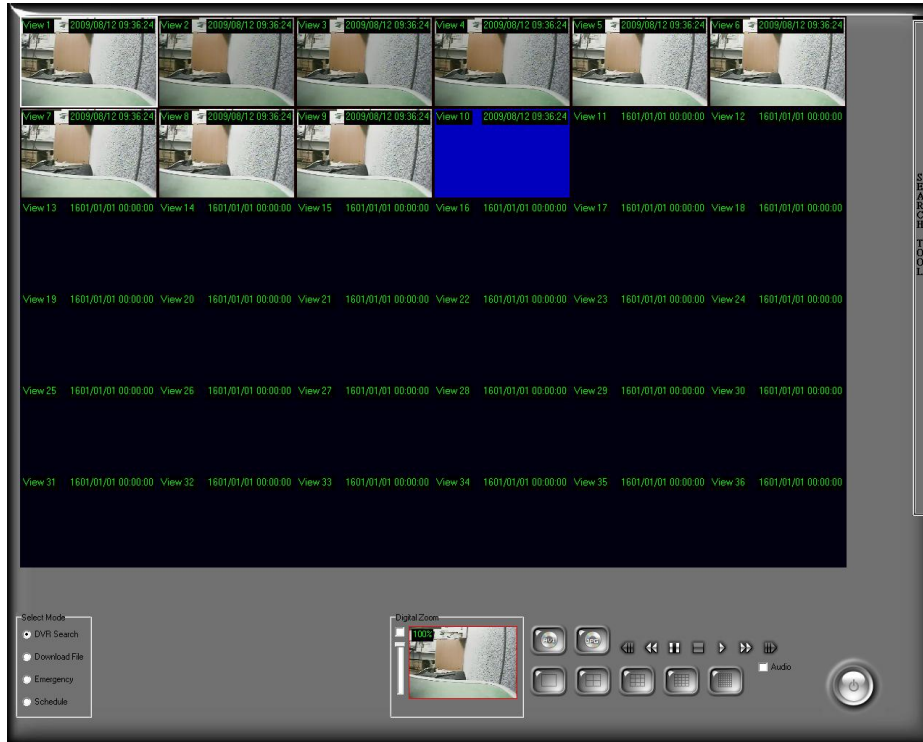 View 1 2009/08/12 09:36:24 View 2 2009/08/12 09:36:24 View 3 2009/08/12 09:36:24 View 4 2009/08/12 09:36:24 View 5 2009/08/12 09:36:24 View 6 2009/08/12 09:36:24
View 7 2009/08/12 09:36:24 View 8 2009/08/12 09:36:24 View 9 2009/08/12 09:36:24 View 10 2009/08/12 09:36:24 View 11 1601/01/01 00:00:00 View 12 1601/01/01 00:00:00
View 13 1601/01/01 00:00:00 View 14 1601/01/01 00:00:00 View 15 1601/01/01 00:00:00 View 16 1601/01/01 00:00:00 View 17 1601/01/01 00:00:00 View 18 1601/01/01 00:00:00
View 19 1601/01/01 00:00:00 View 20 1601/01/01 00:00:00 View 21 1601/01/01 00:00:00 View 22 1601/01/01 00:00:00 View 23 1601/01/01 00:00:00 View 24 1601/01/01 00:00:00
View 25 1601/01/01 00:00:00 View 26 1601/01/01 00:00:00 View 27 1601/01/01 00:00:00 View 28 1601/01/01 00:00:00 View 29 1601/01/01 00:00:00 View 30 1601/01/01 00:00:00
View 31 1601/01/01 00:00:00 View 32 1601/01/01 00:00:00 View 33 1601/01/01 00:00:00 View 34 1601/01/01 00:00:00 View 35 1601/01/01 00:00:00 View 36 1601/01/01 00:00:00
SEARCH TOOL
Select Mode
DVR Search
Download File
Emergency
Schedule
Digital Zoom
100%
Audio